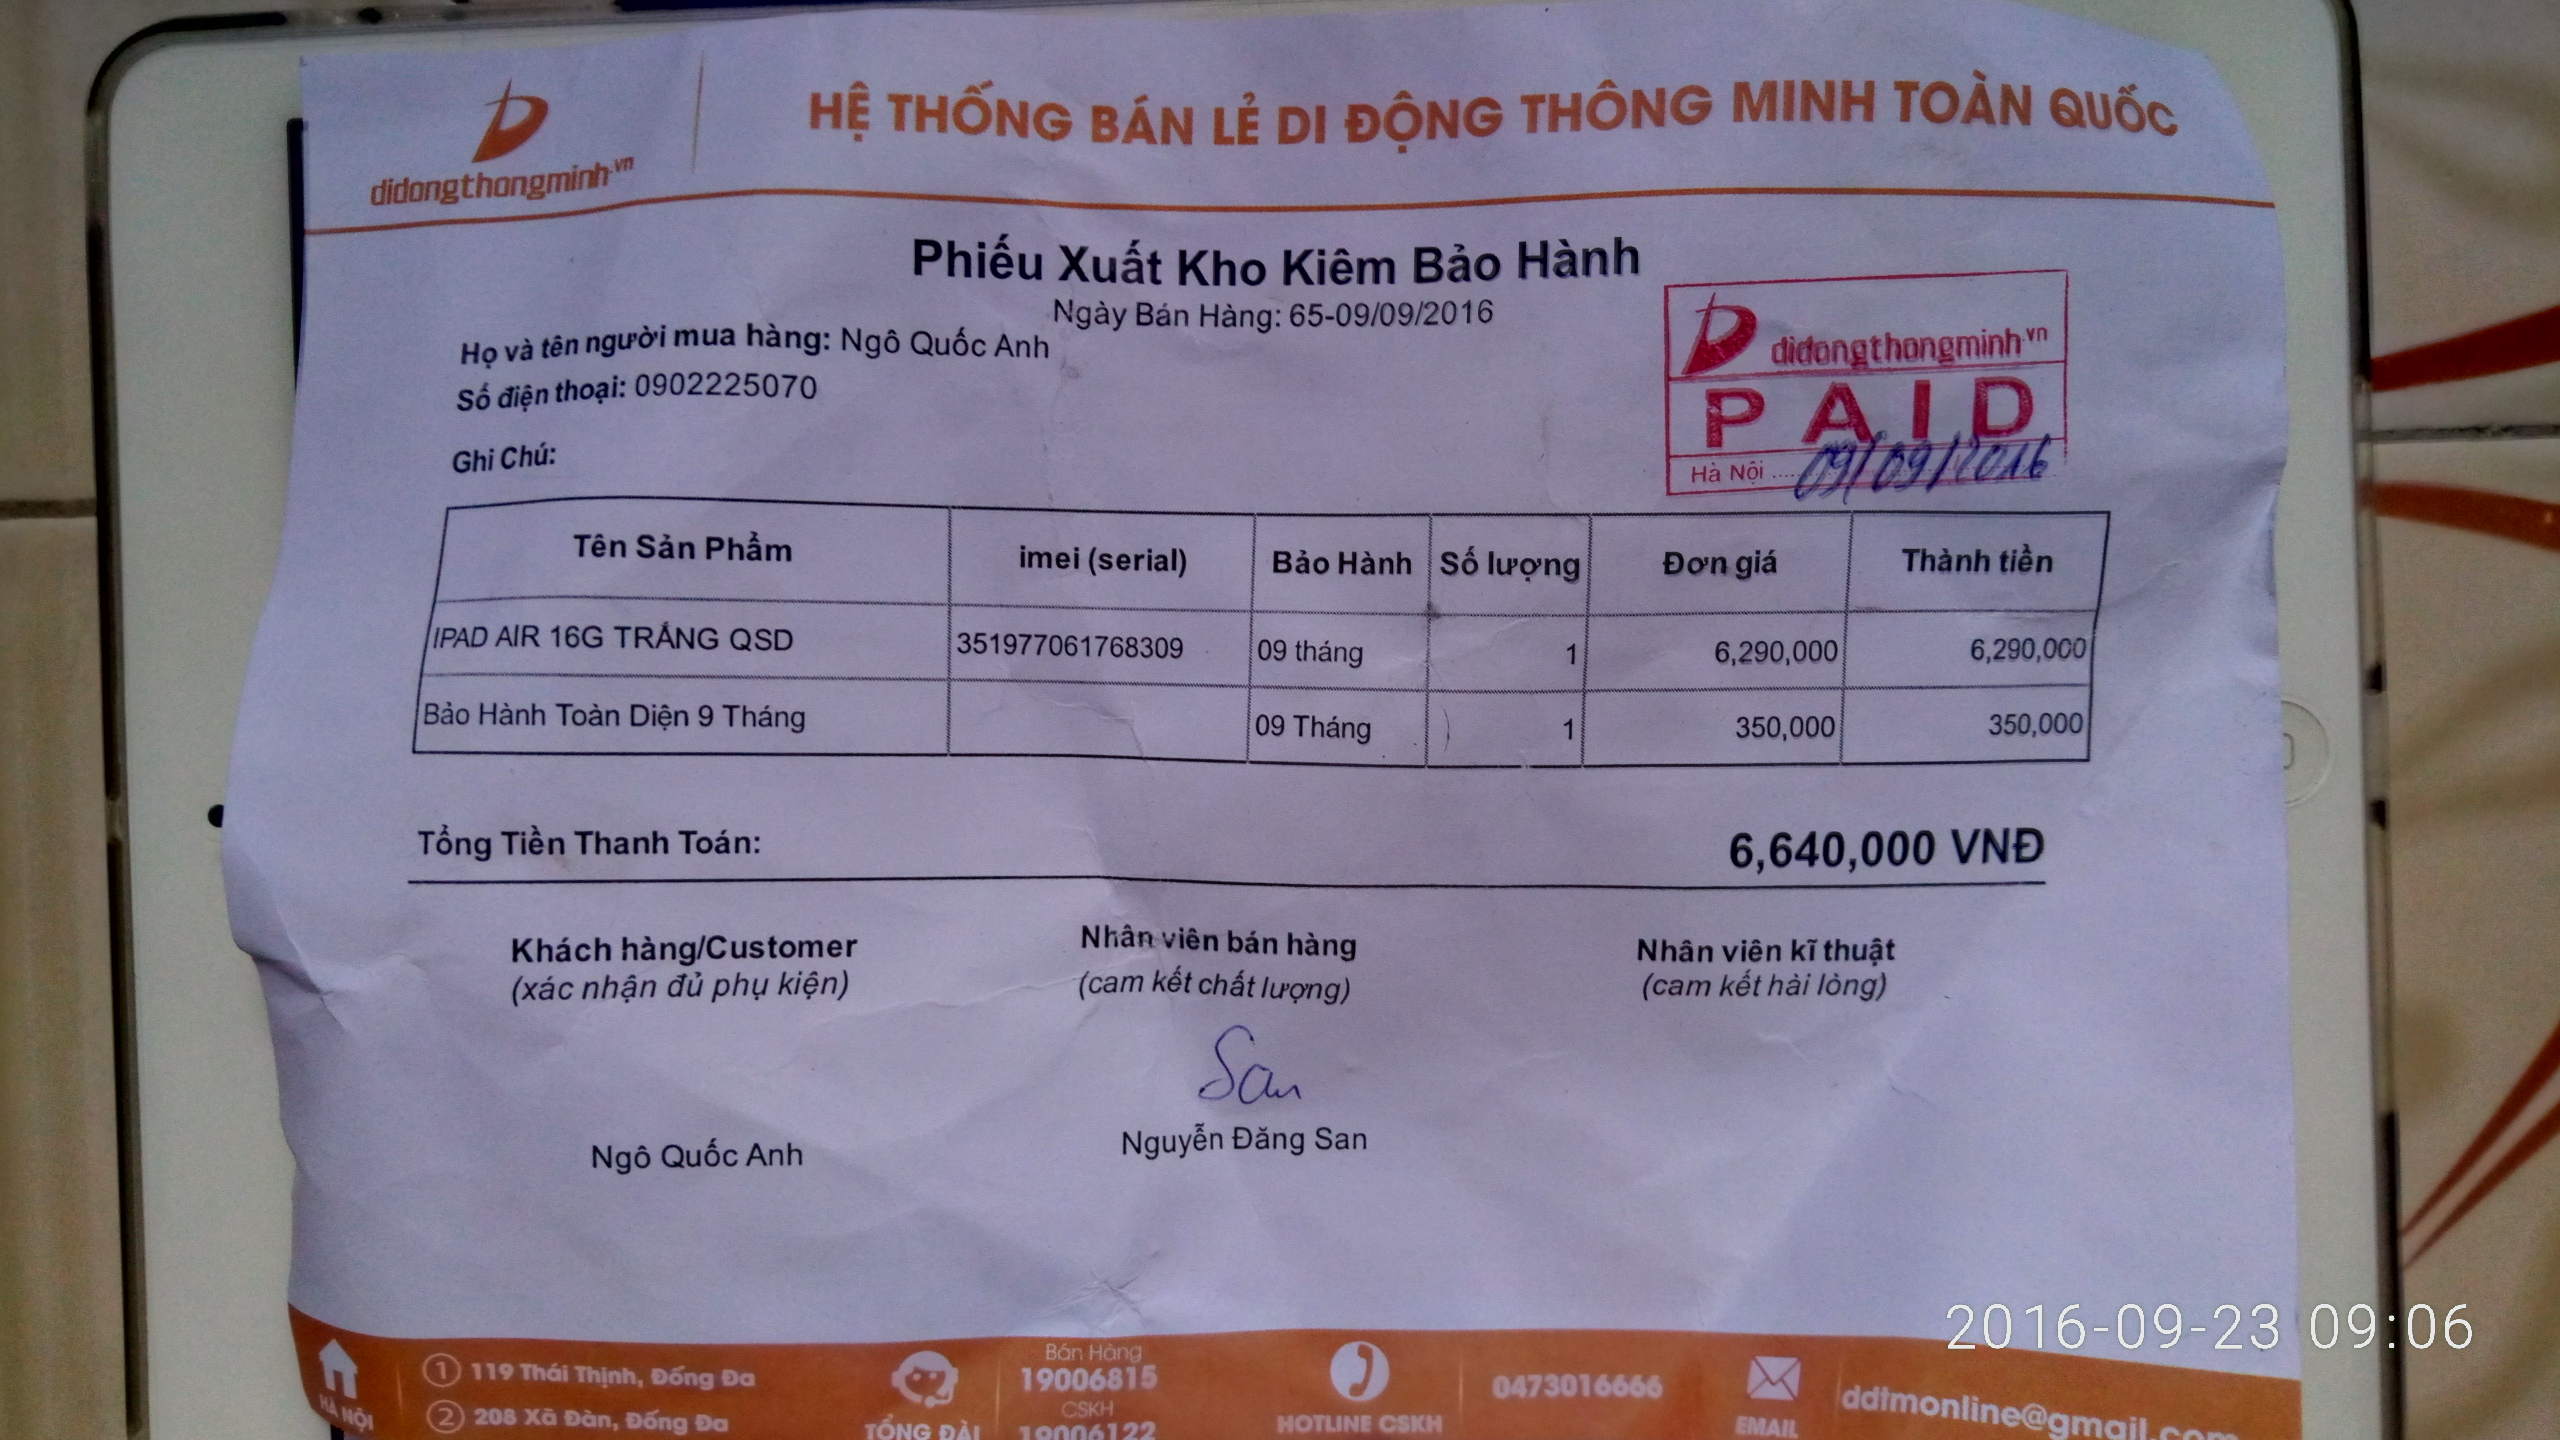 didongthongminh.vn
HỆ THỐNG BÁN LẺ DI ĐỘNG THÔNG MINH TOÀN QUỐC
Phiếu Xuất Kho Kiêm Bảo Hành
Ngày Bán Hàng: 65-09/09/2016
Họ và tên người mua hàng: Ngô Quốc Anh
Số điện thoại: 0902225070
Ghi Chú:
didongthongminh.vn
PAID
Hà Nội .... 09/09/2016
Tên Sản Phẩm imei (serial) Bảo Hành Số lượng Đơn giá Thành tiền
IPAD AIR 16G TRẮNG QSD 351977061768309 09 tháng 1 6,290,000 6,290,000
Bảo Hành Toàn Diện 9 Tháng 09 Tháng 1 350,000 350,000
Tổng Tiền Thanh Toán: 6,640,000 VNĐ
Khách hàng/Customer Nhân viên bán hàng Nhân viên kĩ thuật
(xác nhận đủ phụ kiện) (cam kết chất lượng) (cam kết hài lòng)
San
Ngô Quốc Anh Nguyễn Đăng San
2016-09-23 09:06
HÀ NỘI
1 119 Thái Thịnh, Đống Đa
2 208 Xã Đàn, Đống Đa
TỔNG ĐÀI
Bán Hàng
19006815
CSKH
19006122
HOTLINE CSKH
0473016666
EMAIL
ddtmonline@gmail.com